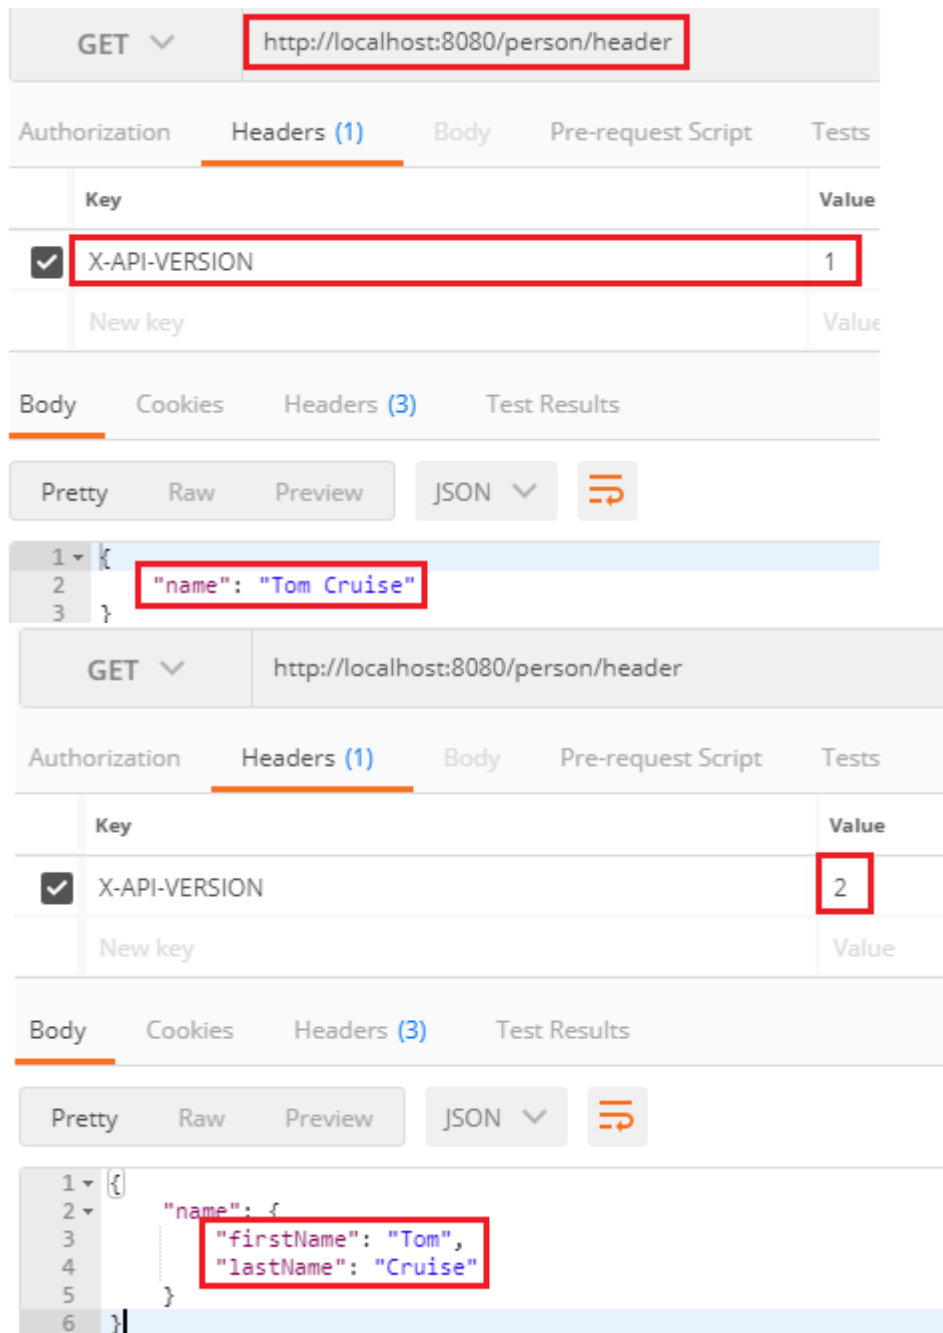 GET http://localhost:8080/person/header
Authorization Headers (1) Body Pre-request Script Tests
Key Value
X-API-VERSION 1
New key Value
Body Cookies Headers (3) Test Results
Pretty Raw Preview JSON
1 {
2 "name": "Tom Cruise"
3 }
GET http://localhost:8080/person/header
Authorization Headers (1) Body Pre-request Script Tests
Key Value
X-API-VERSION 2
New key Value
Body Cookies Headers (3) Test Results
Pretty Raw Preview JSON
1 {
2 "name": {
3 "firstName": "Tom",
4 "lastName": "Cruise"
5 }
6 }